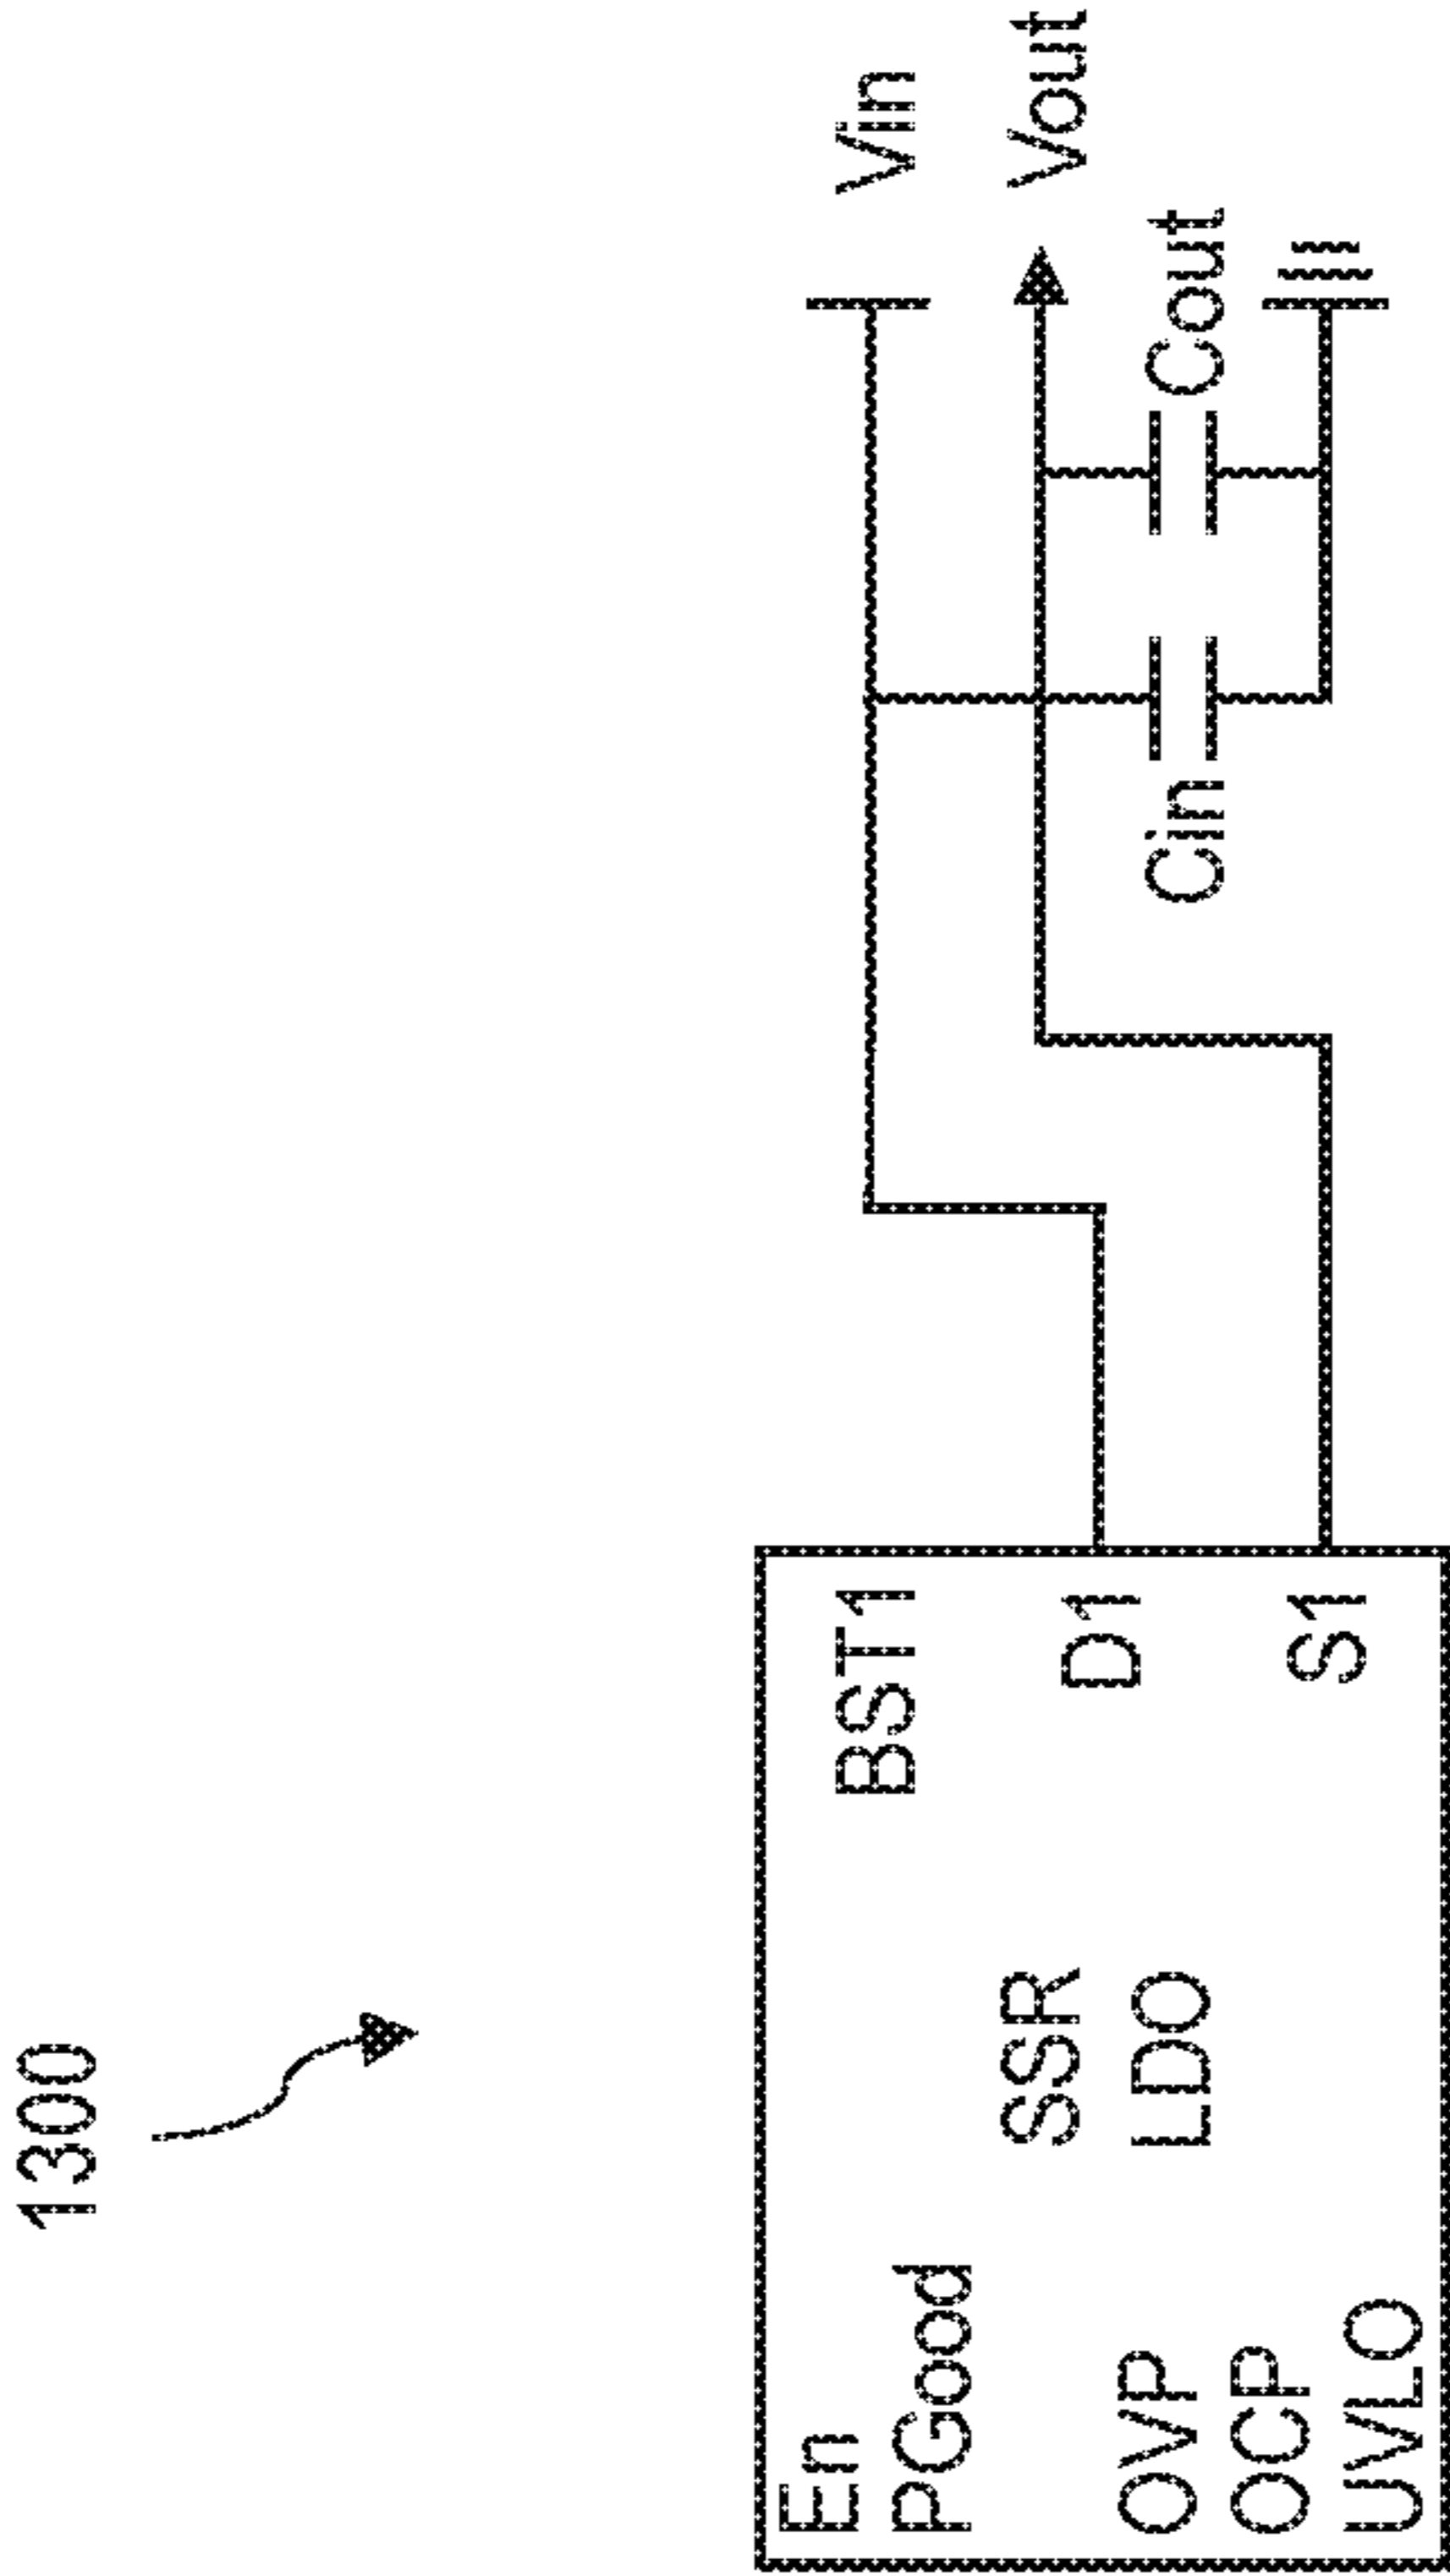 1300
En
PGood
OVP
OCP
UVLO
SSR
LDO
BST1
D1
S1
Vin
Vout
Cin
Cout